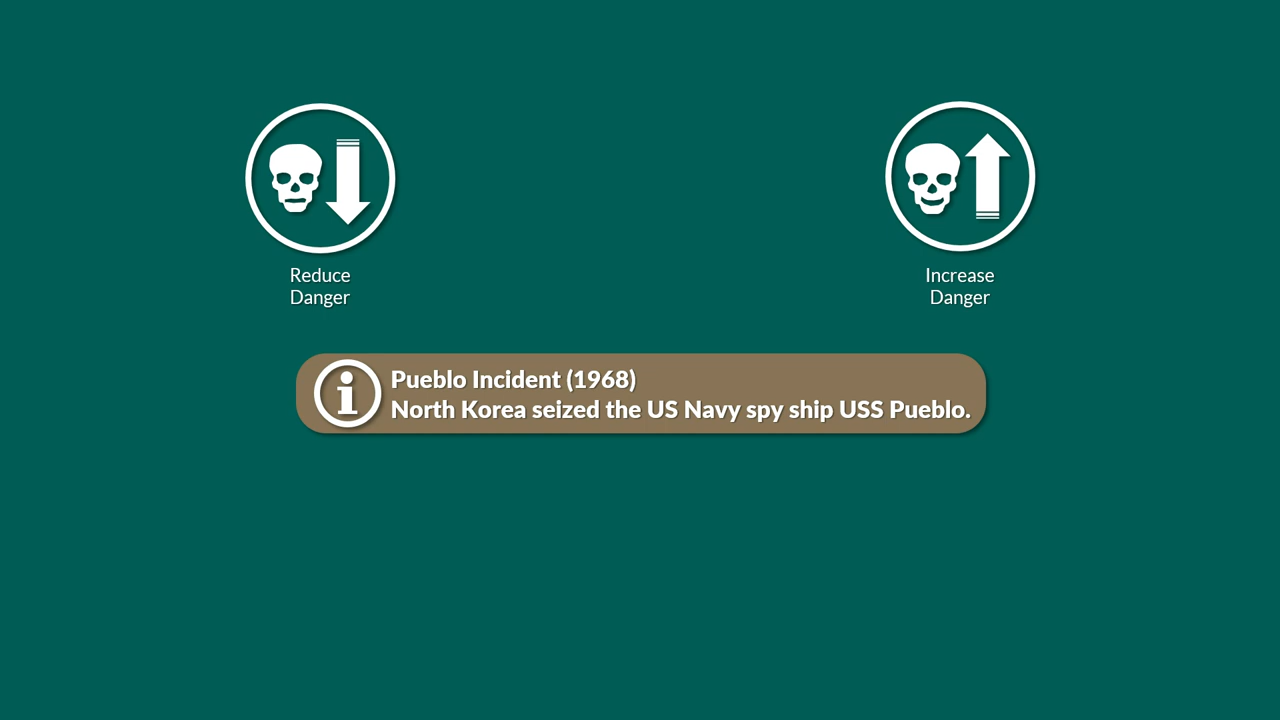 Reduce
Danger
Increase
Danger
Pueblo Incident (1968)
North Korea seized the US Navy spy ship USS Pueblo.